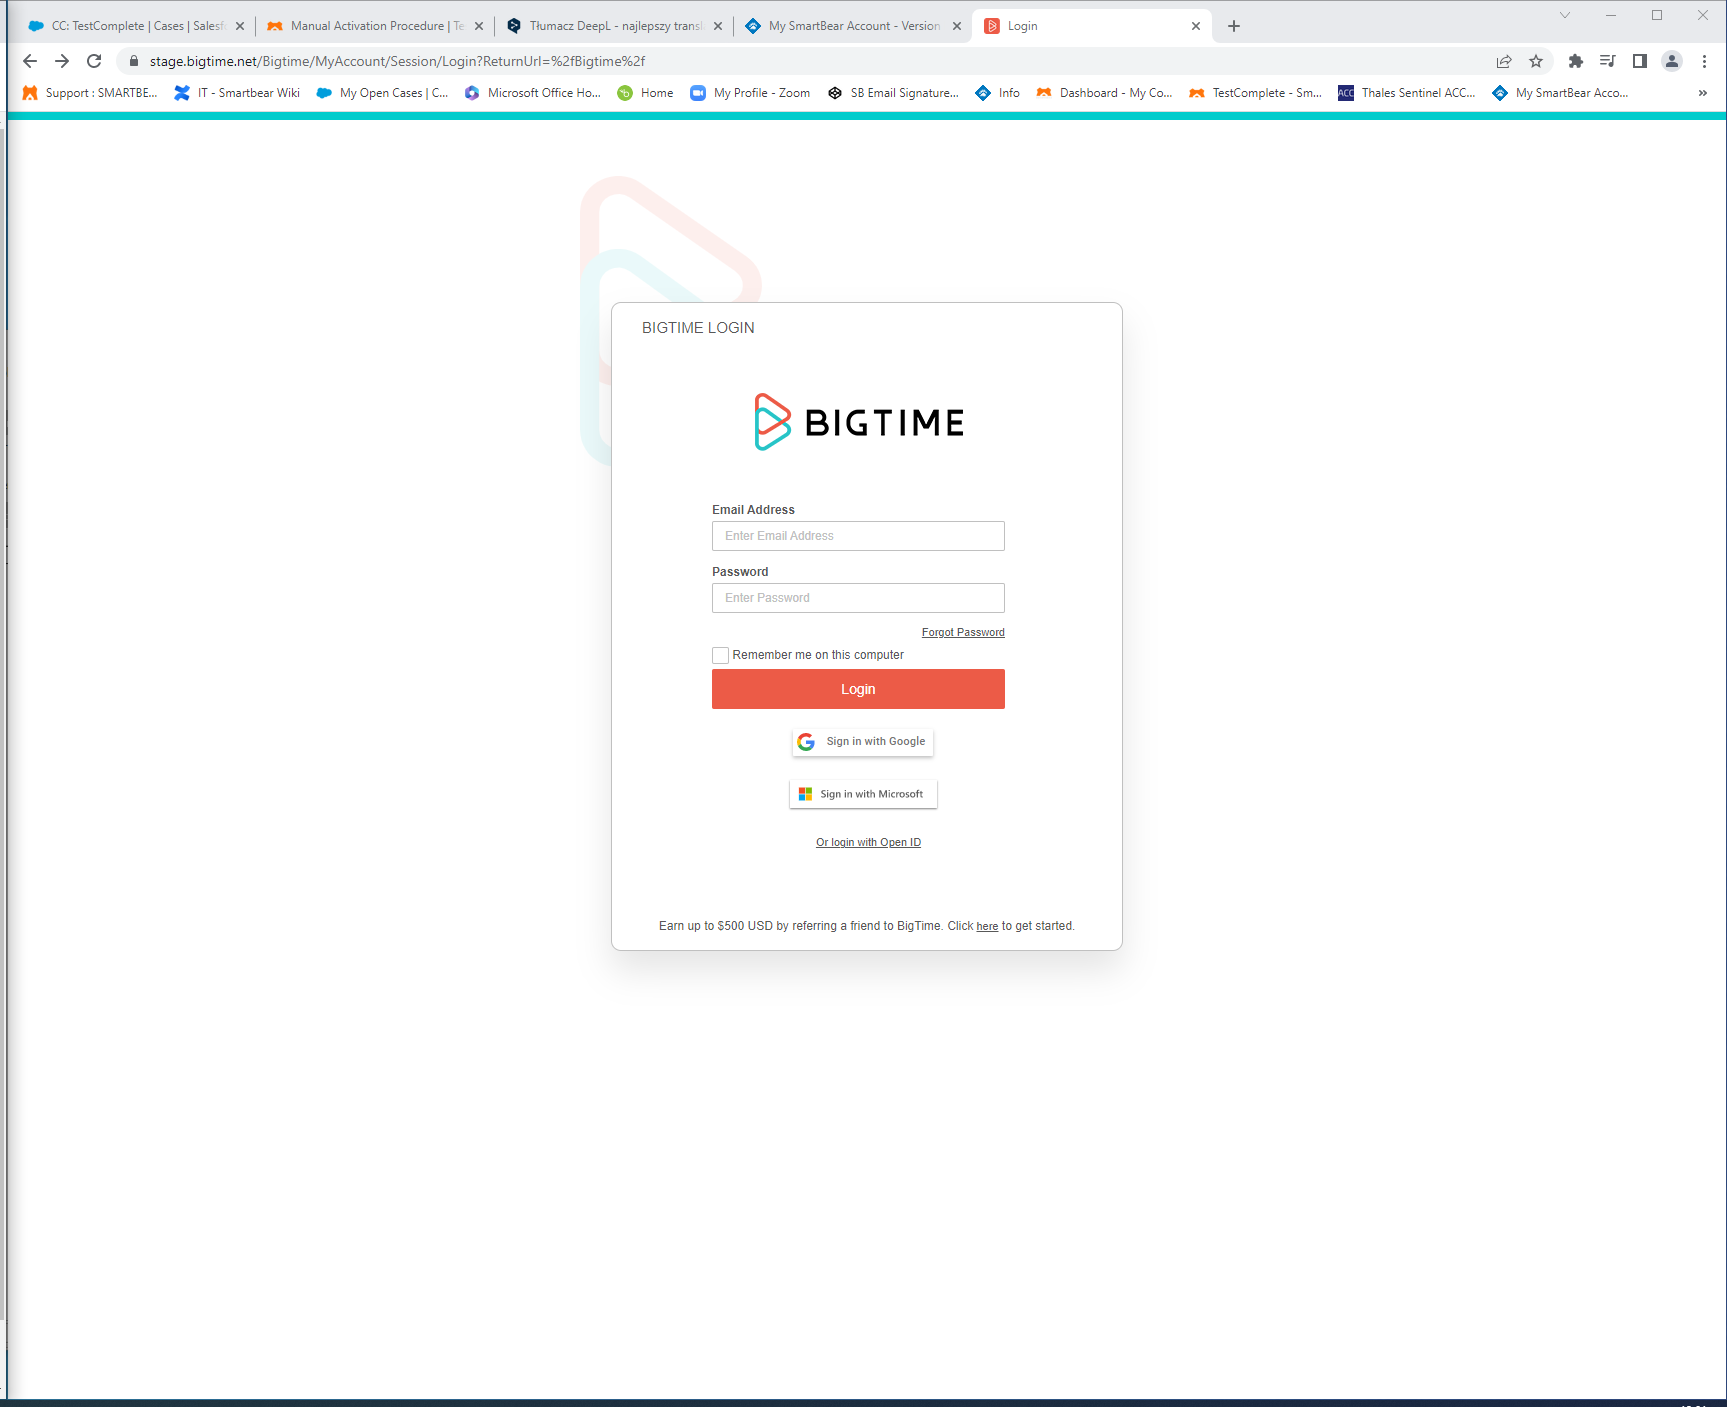 CC: TestComplete | Cases | Salesf
Manual Activation Procedure | Te
Tłumacz DeepL - najlepszy transl
My SmartBear Account - Version
Login
stage.bigtime.net/Bigtime/MyAccount/Session/Login?ReturnUrl=%2fBigtime%2f
Support : SMARTBE...
IT - Smartbear Wiki
My Open Cases | C...
Microsoft Office Ho...
Home
My Profile - Zoom
SB Email Signature...
Info
Dashboard - My Co...
TestComplete - Sm...
ACC
Thales Sentinel ACC...
My SmartBear Acco...
BIGTIME LOGIN
BIGTIME
Email Address
Enter Email Address
Password
Enter Password
Forgot Password
Remember me on this computer
Login
Sign in with Google
Sign in with Microsoft
Or login with Open ID
Earn up to $500 USD by referring a friend to BigTime. Click here to get started.